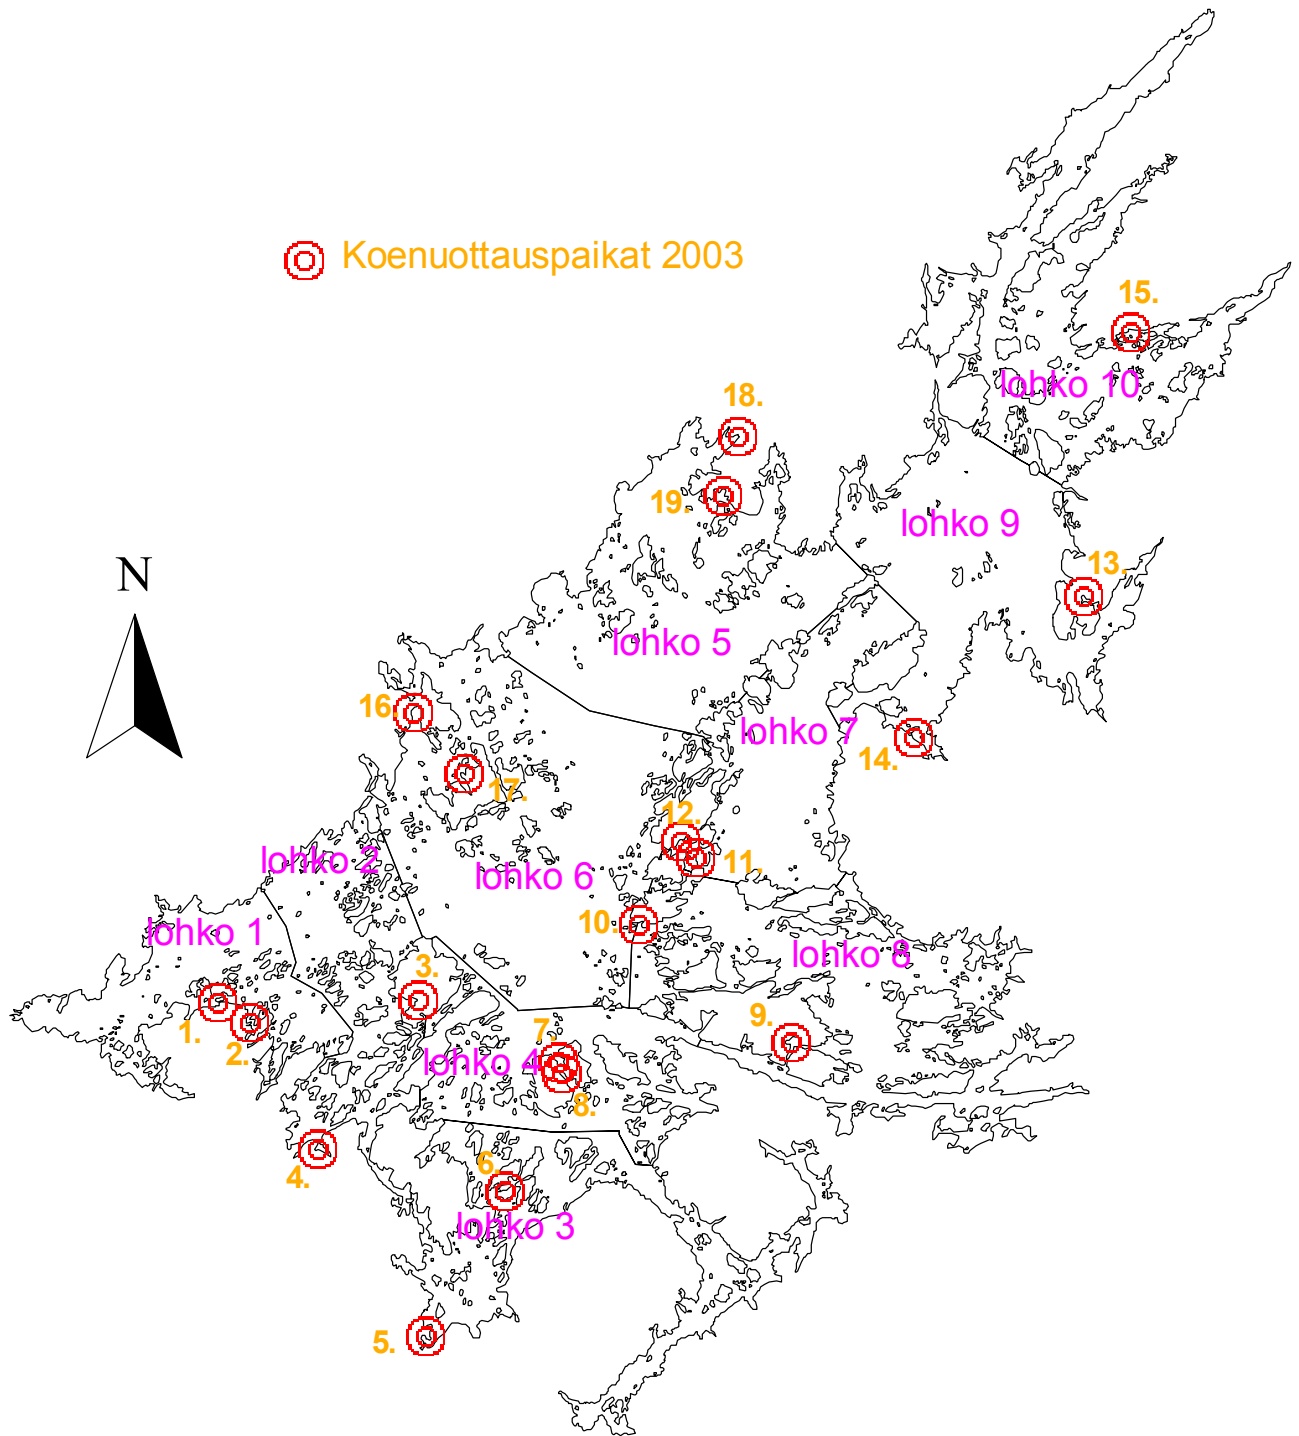 Koenuottauspaikat 2003
15.
lohko 10
18.
19.
lohko 9
13.
N
lohko 5
16.
lohko 7
14.
17.
12.
lohko 2
11.
lohko 6
10.
lohko 1
lohko 8
3.
9.
7.
1.
2.
lohko 4
8.
6.
4.
lohko 3
5.